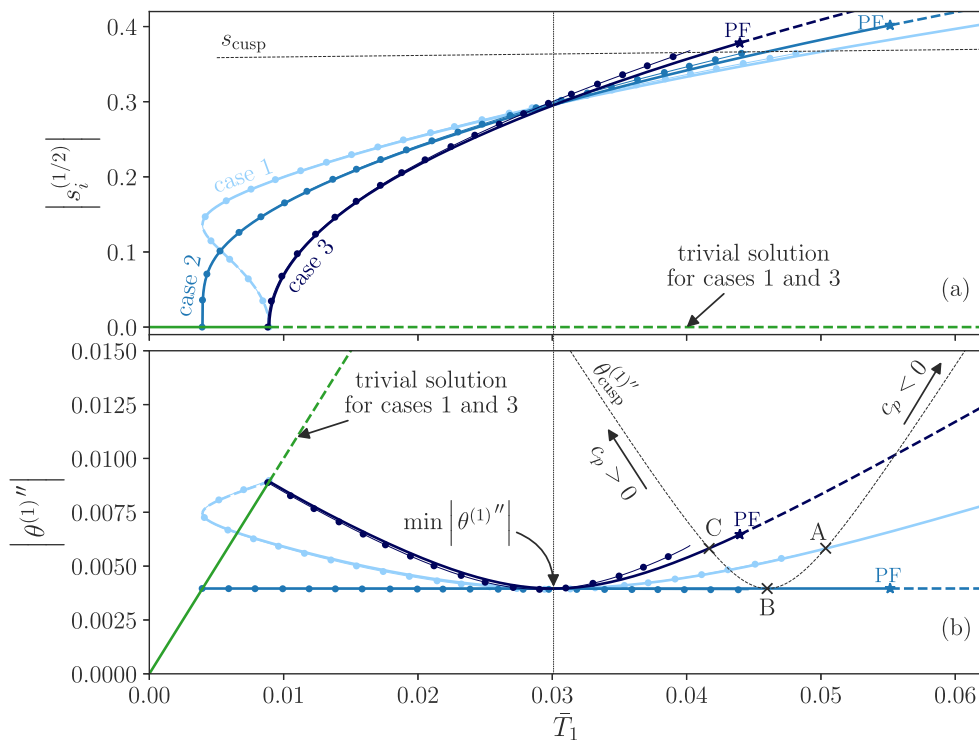 0.4
0.3
0.2
0.1
0.0
|s_i^{(1/2)}|
s_cusp
PF
PF
case 1
case 2
case 3
trivial solution
for cases 1 and 3
(a)
0.0150
0.0125
0.0100
0.0075
0.0050
0.0025
0.0000
|θ^{(1)}″|
trivial solution
for cases 1 and 3
min |θ^{(1)}″|
θ_cusp^{(1)}″
c_p > 0
c_p < 0
C
PF
A
B
PF
(b)
0.00 0.01 0.02 0.03 0.04 0.05 0.06
T̄_1